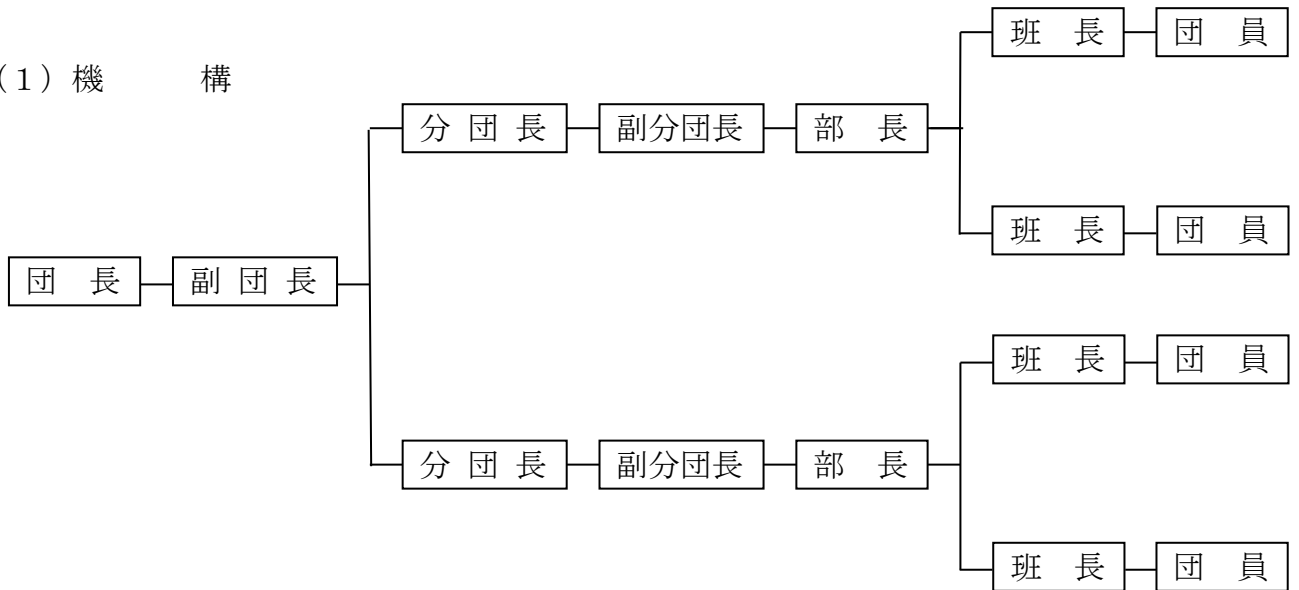 (１) 機　　　構
班　長　団　員
分 団 長　副分団長　部　長
班　長　団　員
団　長　副 団 長
班　長　団　員
分 団 長　副分団長　部　長
班　長　団　員